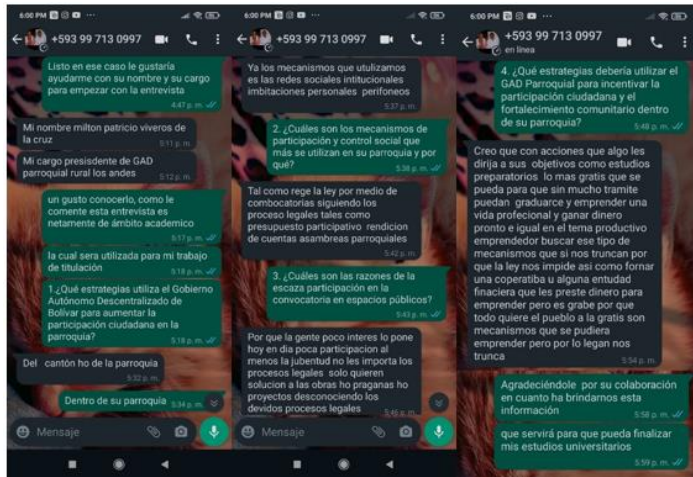 6:00 PM
+593 99 713 0997
Listo en ese caso le gustaría
ayudarme con su nombre y su cargo
para empezar con la entrevista
4:47 p. m.
Mi nombre milton patricio viveros de
la cruz
5:11 p. m.
Mi cargo presisdente de GAD
parroquial rural los andes
5:12 p. m.
un gusto conocerlo, como le
comente esta entrevista es
netamente de ámbito academico
5:17 p. m.
la cual sera utilizada para mi trabajo
de titulación
5:18 p. m.
1.¿Qué estrategias utiliza el Gobierno
Autónomo Descentralizado de
Bolívar para aumentar la
participación ciudadana en la
parroquia?
5:18 p. m.
Del cantón ho de la parroquia
5:32 p. m.
Dentro de su parroquia
5:34 p. m.
Mensaje
6:00 PM
+593 99 713 0997
Ya los mecanismos que utulizamos
es las redes sociales intitucionales
imbitaciones personales perifoneos
5:37 p. m.
2. ¿Cuáles son los mecanismos de
participación y control social que
más se utilizan en su parroquia y por
qué?
5:38 p. m.
Tal como rege la ley por medio de
combocatorias siguiendo los
proceso legales tales como
presupuesto participativo rendicion
de cuentas asambreas parroquiales
5:42 p. m.
3. ¿Cuáles son las razones de la
escaza participación en la
convocatoria en espacios públicos?
5:43 p. m.
Por que la gente poco interes lo pone
hoy en dia poca participacion al
menos la jubentud no les importa los
procesos legales solo quieren
solucion a las obras ho praganas ho
proyectos desconociendo los
devidos procesos legales
5:46 p. m.
Mensaje
6:00 PM
+593 99 713 0997
en línea
4. ¿Qué estrategias debería utilizar el
GAD Parroquial para incentivar la
participación ciudadana y el
fortalecimiento comunitario dentro
de su parroquia?
5:48 p. m.
Creo que con acciones que algo les
dirija a sus objetivos como estudios
preparatorios lo mas gratis que se
pueda para que sin mucho tramite
puedan graduarce y emprender una
vida profecional y ganar dinero
pronto e igual en el tema productivo
emprendedor buscar ese tipo de
mecanismos que si nos truncan por
que la ley nos impide asi como fornar
una coperatiba u alguna entudad
finaciera que les preste dinero para
emprender pero es grabe por que
todo quiere el pueblo a la gratis son
mecanismos que se pudiera
emprender pero por lo legan nos
trunca
5:54 p. m.
Agradeciéndole por su colaboración
en cuanto ha brindarnos esta
información
5:58 p. m.
que servirá para que pueda finalizar
mis estudios universitarios
5:59 p. m.